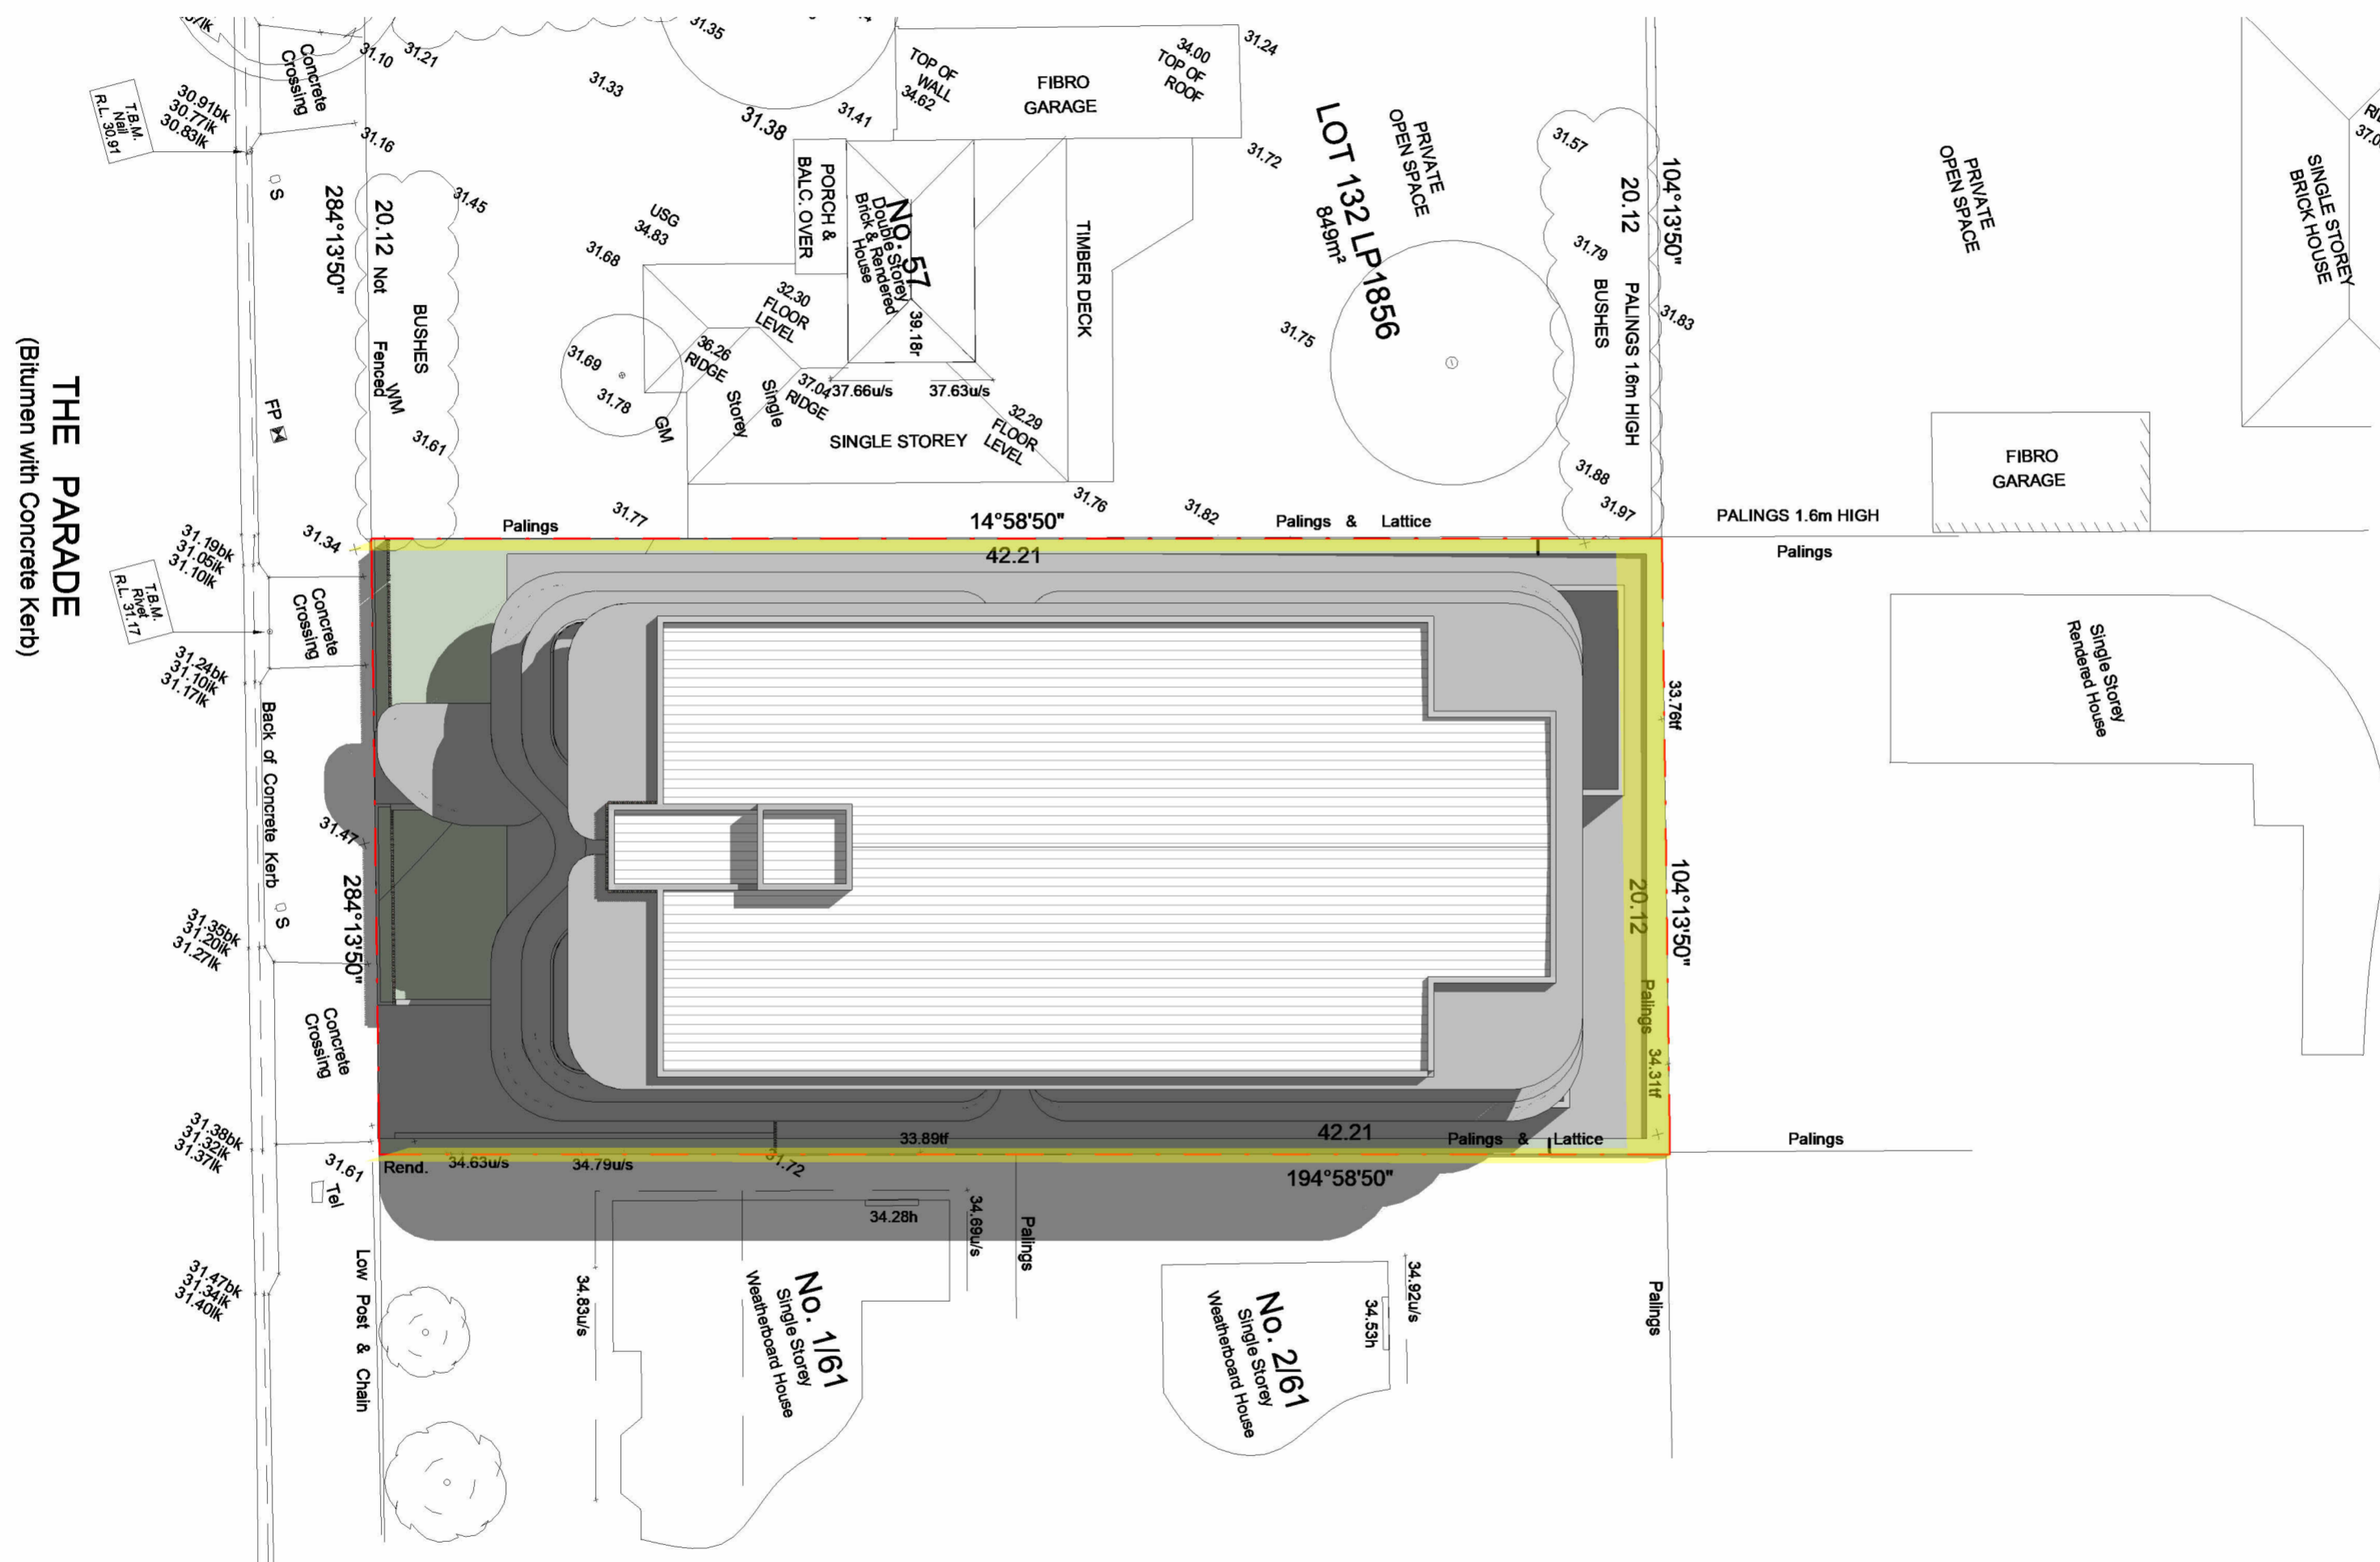 31.10
31.21
31.35
31.33
31.16
31.45
31.38
31.41
TOP OF
WALL
34.62
FIBRO
GARAGE
34.00
TOP OF
ROOF
31.24
31.72
Concrete
Crossing
30.91bk
30.77ik
30.83lk
T.B.M.
Nail
R.L. 30.91
S
284°13'50"
20.12
Not
Fenced
BUSHES
WM
31.61
FP
USG
34.83
31.68
PORCH &
BALC. OVER
No. 57
Double Storey
Brick & Rendered
House
39.18r
32.30
FLOOR
LEVEL
36.26
RIDGE
37.04
RIDGE
Single
Storey
31.69
31.78
GM
37.66u/s
37.63u/s
SINGLE STOREY
32.29
FLOOR
LEVEL
TIMBER DECK
LOT 132 LP1856
849m²
PRIVATE
OPEN SPACE
31.75
31.57
31.79
BUSHES
20.12
104°13'50"
PALINGS 1.6m HIGH
31.83
31.88
31.97
PRIVATE
OPEN SPACE
SINGLE STOREY
BRICK HOUSE
FIBRO
GARAGE
PALINGS 1.6m HIGH
Palings
Single Storey
Rendered House
THE PARADE
(Bitumen with Concrete Kerb)
31.19bk
31.05ik
31.10lk
T.B.M.
Rivet
R.L. 31.17
31.34
Concrete
Crossing
31.24bk
31.10ik
31.17lk
Back of Concrete Kerb
S
31.47
284°13'50"
31.35bk
31.20ik
31.27lk
Concrete
Crossing
31.38bk
31.32ik
31.37lk
31.61
Tel
31.47bk
31.34ik
31.40lk
Palings
31.77
14°58'50"
31.76
31.82
Palings & Lattice
42.21
33.76tf
104°13'50"
20.12
Palings
34.31tf
Rend.
34.63u/s
34.79u/s
31.72
33.89tf
42.21
Palings & Lattice
Palings
194°58'50"
34.28h
34.69u/s
Palings
34.83u/s
No. 1/61
Single Storey
Weatherboard House
No. 2/61
Single Storey
Weatherboard House
34.53h
34.92u/s
Palings
Low Post & Chain